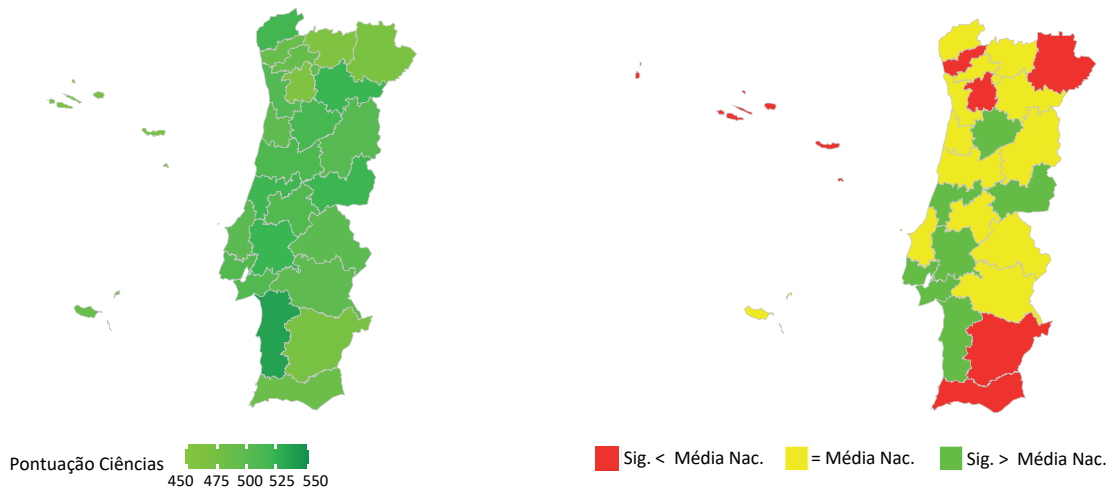 Pontuação Ciências
450 475 500 525 550
Sig. < Média Nac.
= Média Nac.
Sig. > Média Nac.